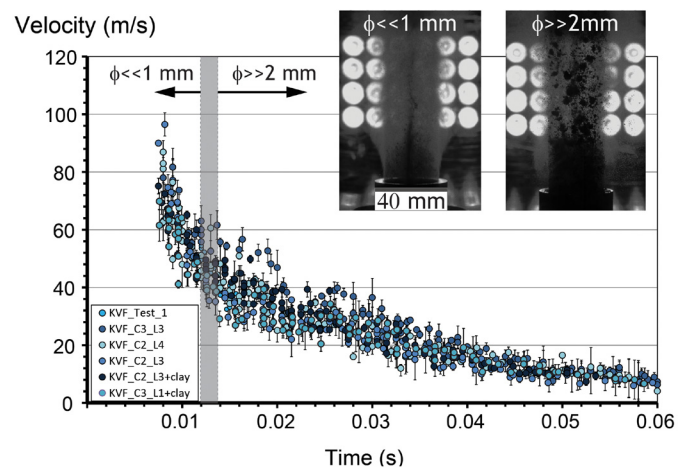 Velocity (m/s)
ϕ<<1 mm
ϕ>>2mm
40 mm
ϕ<<1 mm
ϕ>>2 mm
120
100
80
60
40
20
0
KVF_Test_1
KVF_C3_L3
KVF_C2_L4
KVF_C2_L3
KVF_C2_L3+clay
KVF_C3_L1+clay
0.01
0.02
0.03
0.04
0.05
0.06
Time (s)